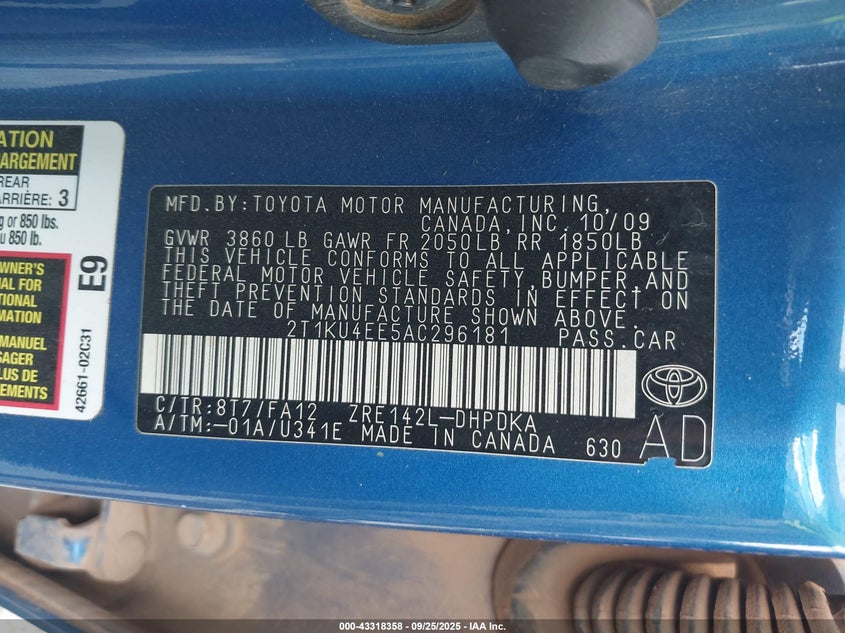 ATION
ARGEMENT
REAR
ARRIÈRE: 3
g or 850 lbs.
u 850 lb.
OWNER'S
AL FOR
TIONAL
RMATION
MANUEL
SAGER
PLUS DE
EMENTS
E9
42661-02C31
MFD.BY:TOYOTA MOTOR MANUFACTURING,
CANADA,INC. 10/09
GVWR 3860 LB GAWR FR 2050LB RR 1850LB
THIS VEHICLE CONFORMS TO ALL APPLICABLE
FEDERAL MOTOR VEHICLE SAFETY,BUMPER,AND
THEFT PREVENTION STANDARDS IN EFFECT ON
THE DATE OF MANUFACTURE SHOWN ABOVE.
2T1KU4EE5AC296181 PASS.CAR
C/TR:8T7/FA12 ZRE142L-DHPDKA
A/TM:-01A/U341E MADE IN CANADA 630
AD
000-43318358 - 09/25/2025 - IAA Inc.